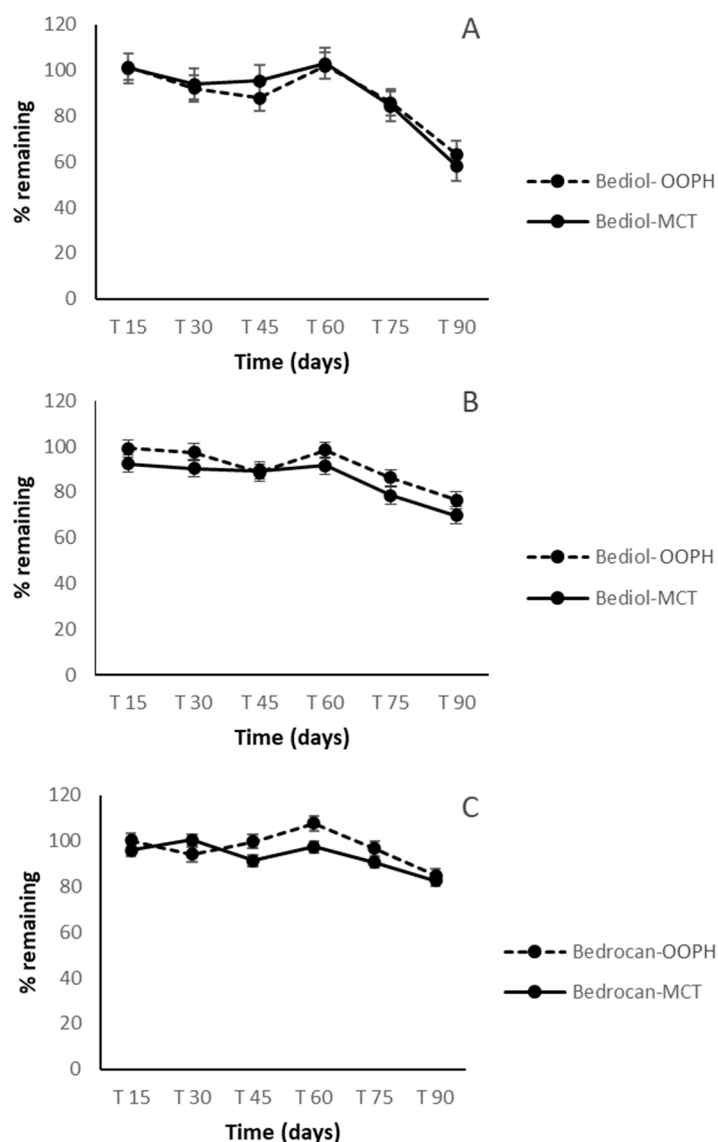 A
120
100
80
60
40
20
0
% remaining
T 15 T 30 T 45 T 60 T 75 T 90
Time (days)
Bediol- OOPH
Bediol-MCT
B
120
100
80
60
40
20
0
% remaining
T 15 T 30 T 45 T 60 T 75 T 90
Time (days)
Bediol-OOPH
Bediol-MCT
C
120
100
80
60
40
20
0
% remaining
T 15 T 30 T 45 T 60 T 75 T 90
Time (days)
Bedrocan-OOPH
Bedrocan-MCT